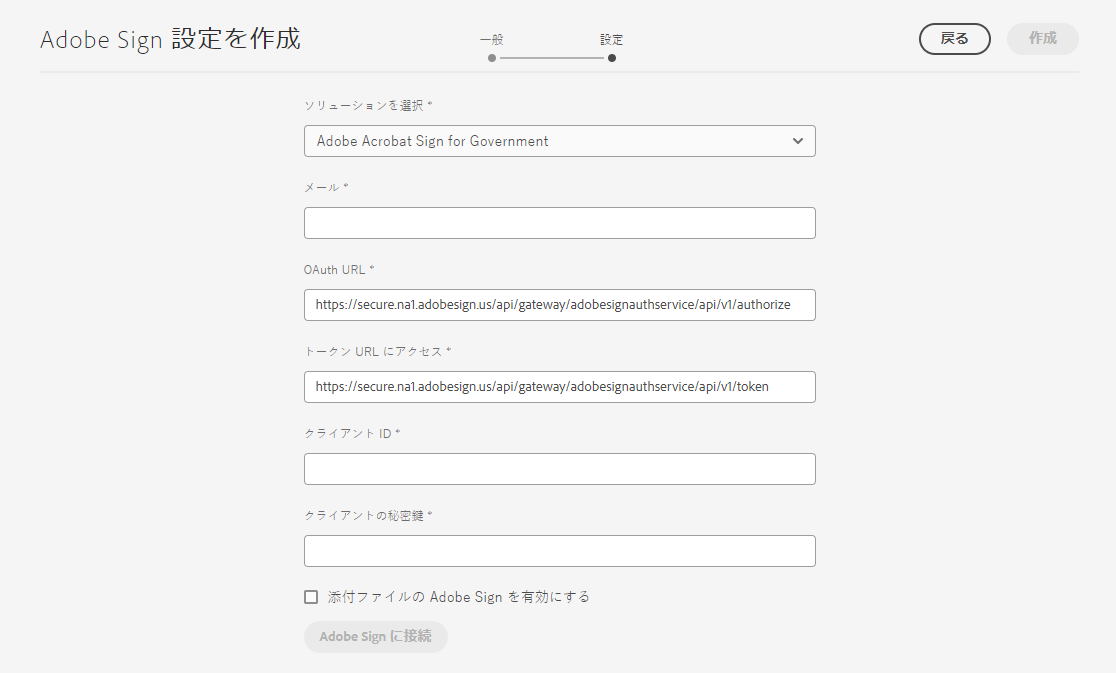 Adobe Sign 設定を作成
一般
設定
戻る
作成
ソリューションを選択 *
Adobe Acrobat Sign for Government
メール *
OAuth URL *
https://secure.na1.adobesign.us/api/gateway/adobesignauthservice/api/v1/authorize
トークン URL にアクセス *
https://secure.na1.adobesign.us/api/gateway/adobesignauthservice/api/v1/token
クライアント ID *
クライアントの秘密鍵 *
添付ファイルの Adobe Sign を有効にする
Adobe Sign に接続